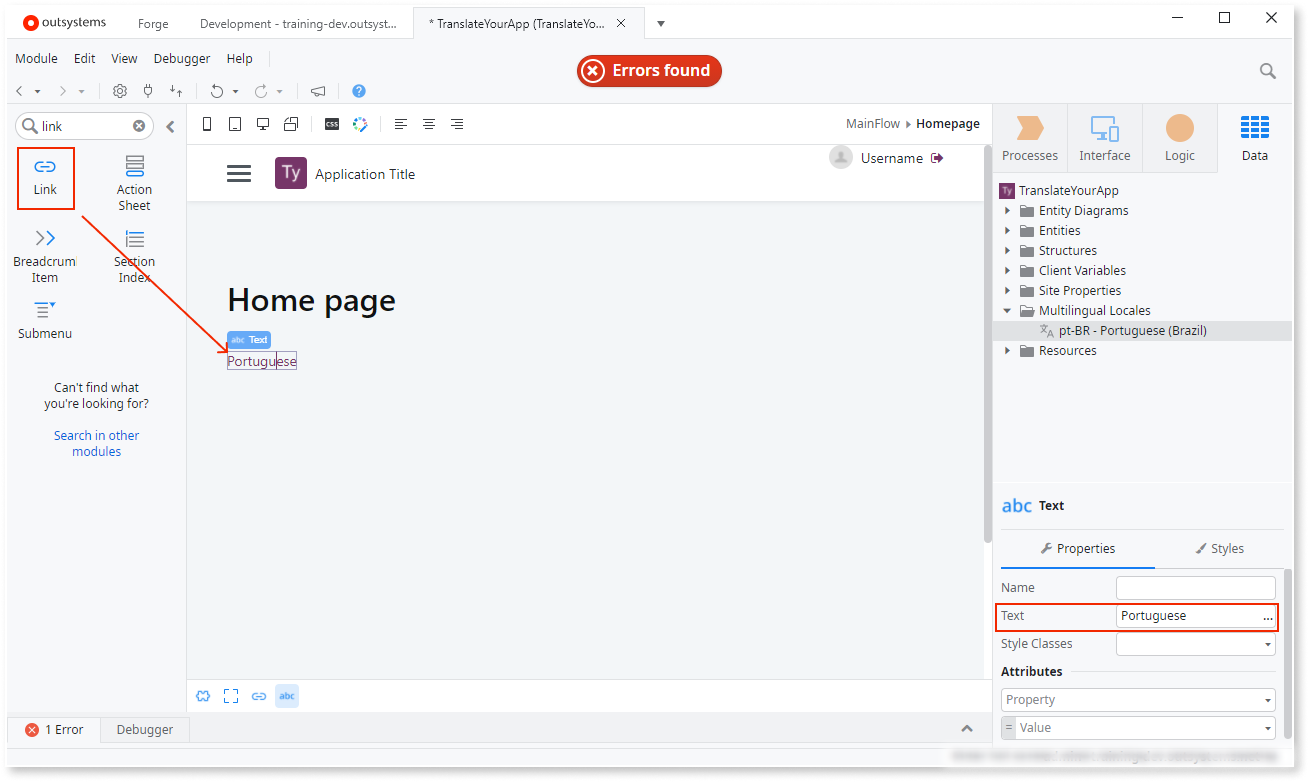 outsystems
Forge
Development - training-dev.outsyst...
* TranslateYourApp (TranslateYo...
Module
Edit
View
Debugger
Help
Errors found
link
css
MainFlow
Homepage
Processes
Interface
Logic
Data
Link
Action
Sheet
Breadcrum
Item
Section
Index
Submenu
Can't find what
you're looking for?
Search in other
modules
Ty
Application Title
Username
Home page
abc Text
Portuguese
Ty TranslateYourApp
Entity Diagrams
Entities
Structures
Client Variables
Site Properties
Multilingual Locales
pt-BR - Portuguese (Brazil)
Resources
abc Text
Properties
Styles
Name
Text
Portuguese
...
Style Classes
Attributes
Property
= Value
abc
1 Error
Debugger